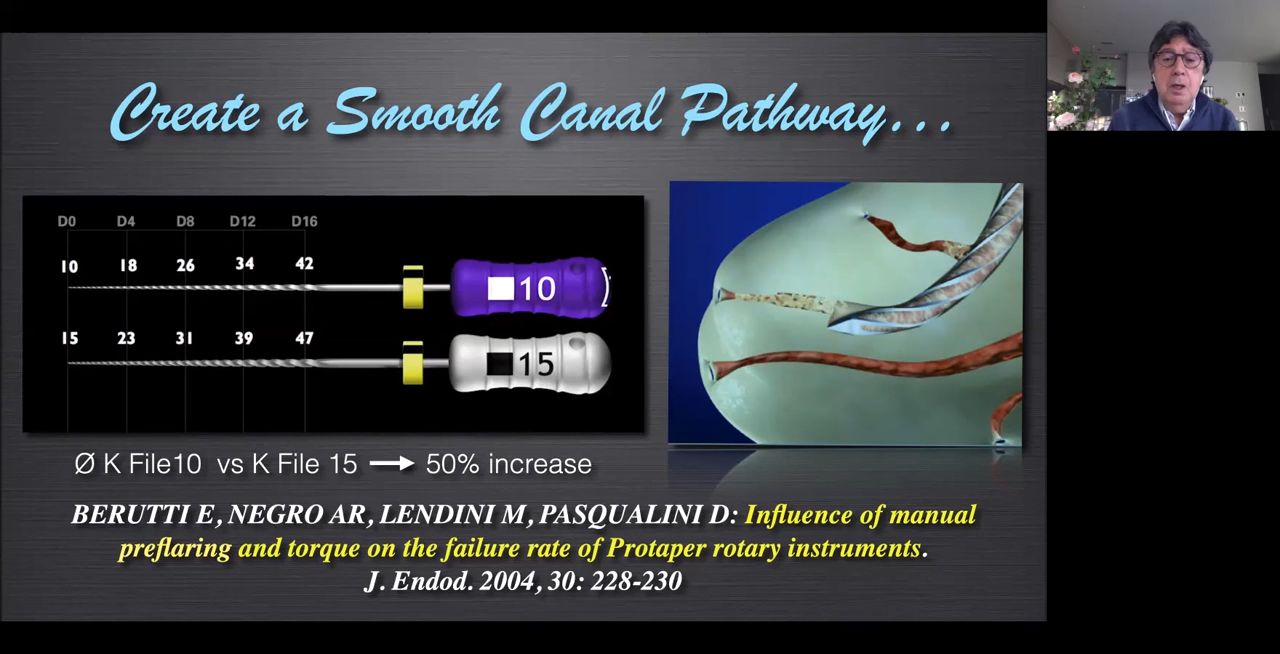 Create a Smooth Canal Pathway...
D0 D4 D8 D12 D16
10 18 26 34 42
10
15 23 31 39 47
15
Ø K File10 vs K File 15 → 50% increase
BERUTTI E, NEGRO AR, LENDINI M, PASQUALINI D: Influence of manual
preflaring and torque on the failure rate of Protaper rotary instruments.
J. Endod. 2004, 30: 228-230